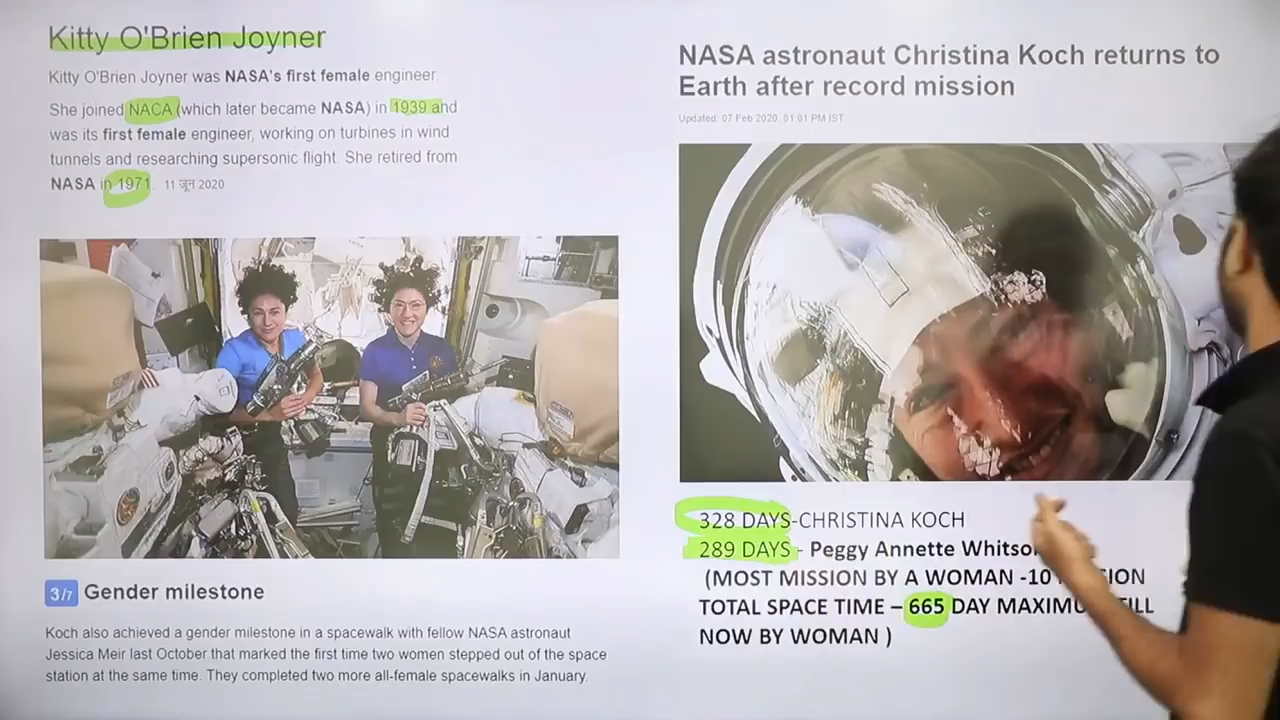 Kitty O'Brien Joyner
Kitty O'Brien Joyner was NASA's first female engineer.
She joined NACA (which later became NASA) in 1939 and
was its first female engineer, working on turbines in wind
tunnels and researching supersonic flight. She retired from
NASA in 1971. 11 जून 2020
3/7 Gender milestone
Koch also achieved a gender milestone in a spacewalk with fellow NASA astronaut
Jessica Meir last October that marked the first time two women stepped out of the space
station at the same time. They completed two more all-female spacewalks in January.
NASA astronaut Christina Koch returns to
Earth after record mission
Updated: 07 Feb 2020, 01:01 PM IST
328 DAYS-CHRISTINA KOCH
289 DAYS - Peggy Annette
(MOST MISSION BY A WOMAN -10
TOTAL SPACE TIME – 665 DAY
NOW BY WOMAN )